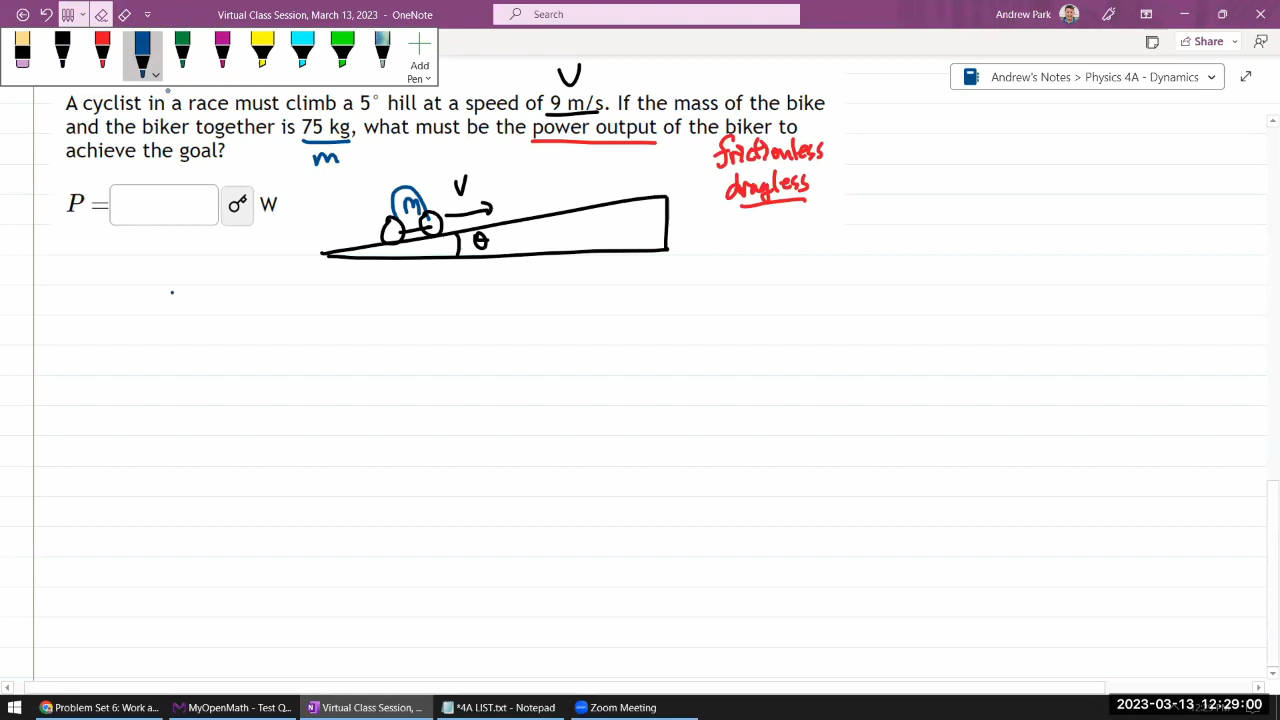 Virtual Class Session, March 13, 2023 - OneNote
Search
Andrew Park
Add
Pen
Share
Andrew's Notes > Physics 4A - Dynamics
V
A cyclist in a race must climb a 5° hill at a speed of 9 m/s. If the mass of the bike
and the biker together is 75 kg, what must be the power output of the biker to
achieve the goal?
m
frictionless
dragless
P =
W
m
V
θ
Problem Set 6: Work a...
MyOpenMath - Test Q...
Virtual Class Session, ...
*4A LIST.txt - Notepad
Zoom Meeting
2023-03-13 12:29:00